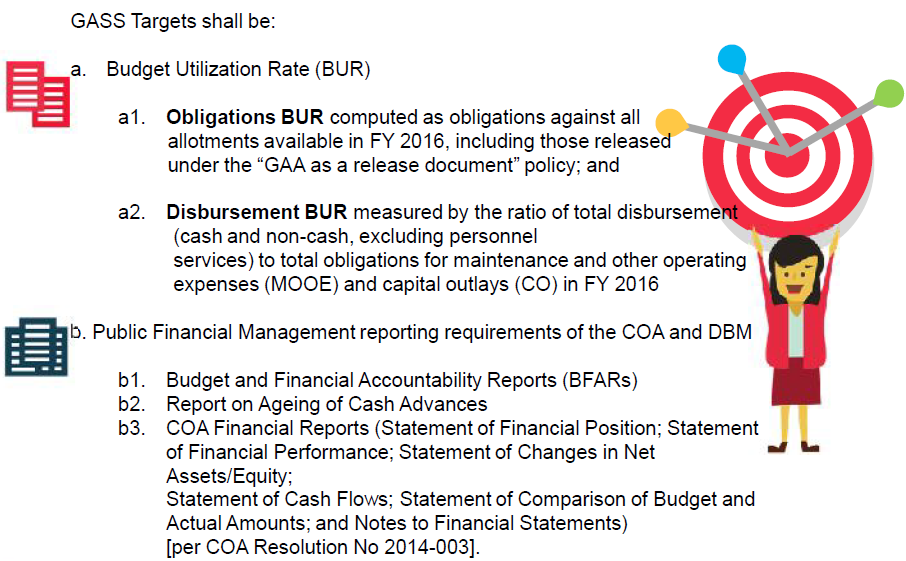 GASS Targets shall be:
a. Budget Utilization Rate (BUR)
a1. Obligations BUR computed as obligations against all
allotments available in FY 2016, including those released
under the “GAA as a release document” policy; and
a2. Disbursement BUR measured by the ratio of total disbursement
(cash and non-cash, excluding personnel
services) to total obligations for maintenance and other operating
expenses (MOOE) and capital outlays (CO) in FY 2016
b. Public Financial Management reporting requirements of the COA and DBM
b1. Budget and Financial Accountability Reports (BFARs)
b2. Report on Ageing of Cash Advances
b3. COA Financial Reports (Statement of Financial Position; Statement
of Financial Performance; Statement of Changes in Net
Assets/Equity;
Statement of Cash Flows; Statement of Comparison of Budget and
Actual Amounts; and Notes to Financial Statements)
[per COA Resolution No 2014-003].